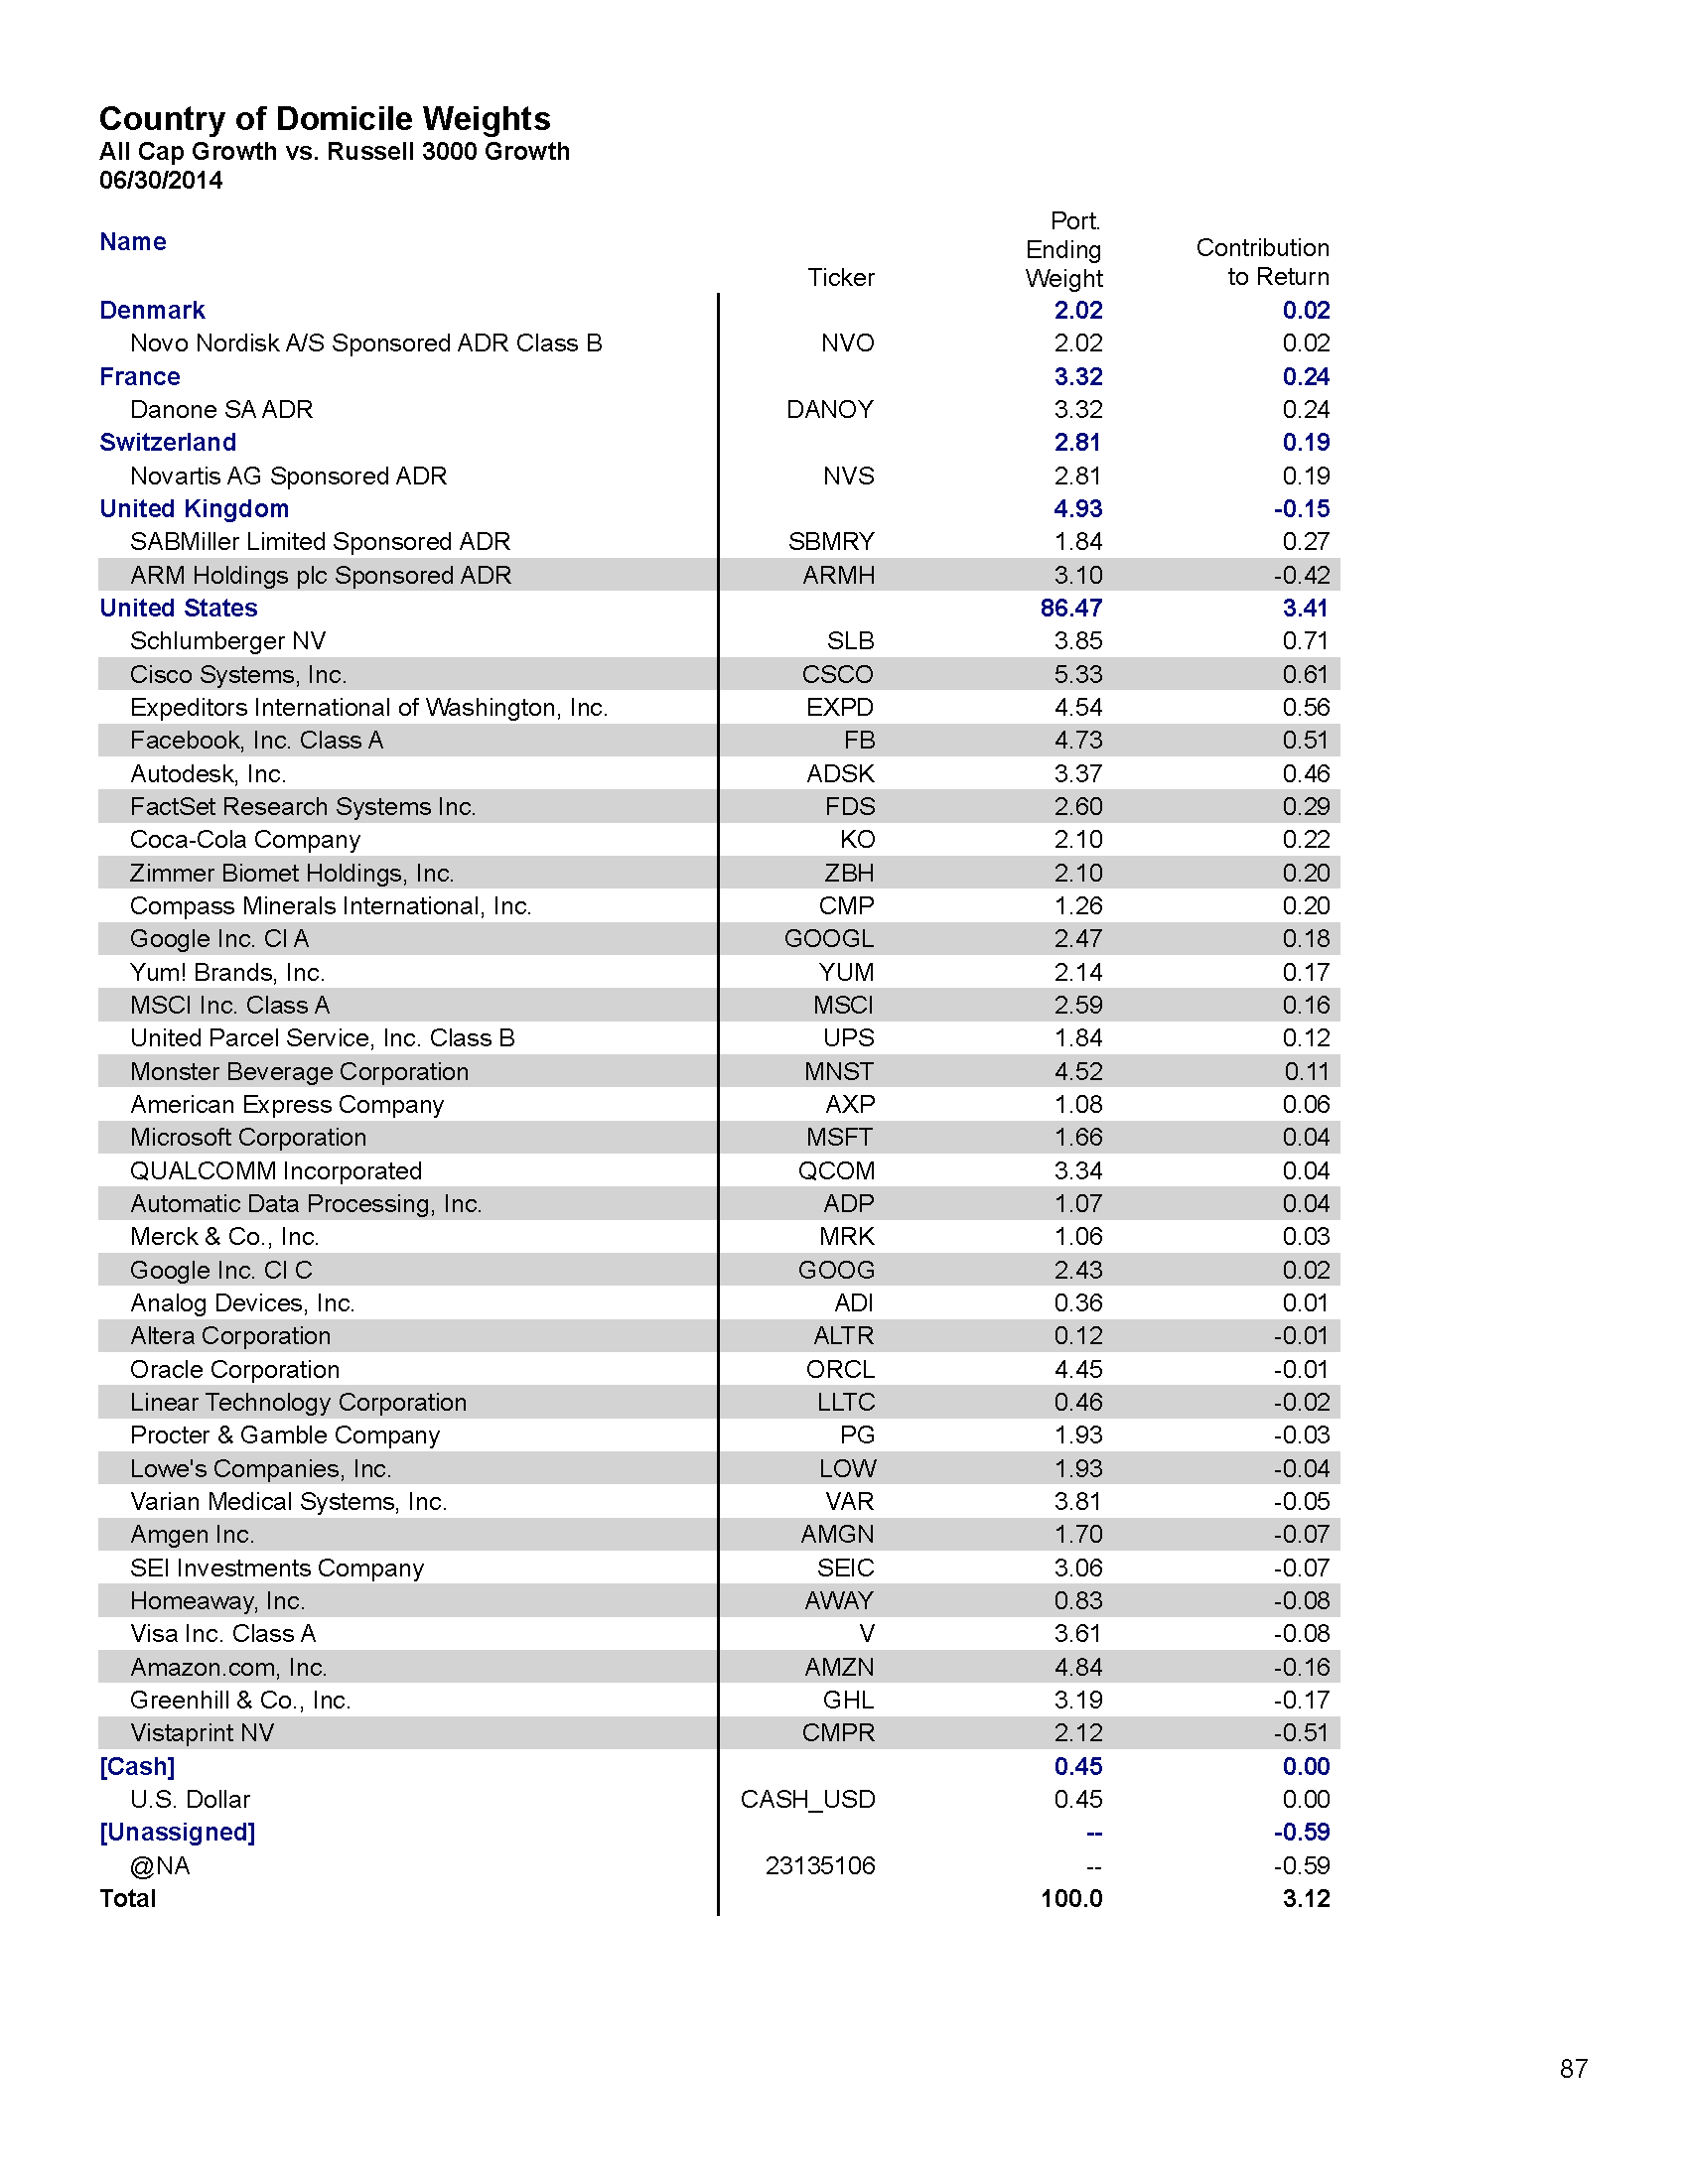 Country of Domicile Weights
All Cap Growth vs. Russell 3000 Growth
06/30/2014
Name Ticker Port. Ending Weight Contribution to Return
Denmark 2.02 0.02
Novo Nordisk A/S Sponsored ADR Class B NVO 2.02 0.02
France 3.32 0.24
Danone SA ADR DANOY 3.32 0.24
Switzerland 2.81 0.19
Novartis AG Sponsored ADR NVS 2.81 0.19
United Kingdom 4.93 -0.15
SABMiller Limited Sponsored ADR SBMRY 1.84 0.27
ARM Holdings plc Sponsored ADR ARMH 3.10 -0.42
United States 86.47 3.41
Schlumberger NV SLB 3.85 0.71
Cisco Systems, Inc. CSCO 5.33 0.61
Expeditors International of Washington, Inc. EXPD 4.54 0.56
Facebook, Inc. Class A FB 4.73 0.51
Autodesk, Inc. ADSK 3.37 0.46
FactSet Research Systems Inc. FDS 2.60 0.29
Coca-Cola Company KO 2.10 0.22
Zimmer Biomet Holdings, Inc. ZBH 2.10 0.20
Compass Minerals International, Inc. CMP 1.26 0.20
Google Inc. Cl A GOOGL 2.47 0.18
Yum! Brands, Inc. YUM 2.14 0.17
MSCI Inc. Class A MSCI 2.59 0.16
United Parcel Service, Inc. Class B UPS 1.84 0.12
Monster Beverage Corporation MNST 4.52 0.11
American Express Company AXP 1.08 0.06
Microsoft Corporation MSFT 1.66 0.04
QUALCOMM Incorporated QCOM 3.34 0.04
Automatic Data Processing, Inc. ADP 1.07 0.04
Merck & Co., Inc. MRK 1.06 0.03
Google Inc. Cl C GOOG 2.43 0.02
Analog Devices, Inc. ADI 0.36 0.01
Altera Corporation ALTR 0.12 -0.01
Oracle Corporation ORCL 4.45 -0.01
Linear Technology Corporation LLTC 0.46 -0.02
Procter & Gamble Company PG 1.93 -0.03
Lowe's Companies, Inc. LOW 1.93 -0.04
Varian Medical Systems, Inc. VAR 3.81 -0.05
Amgen Inc. AMGN 1.70 -0.07
SEI Investments Company SEIC 3.06 -0.07
Homeaway, Inc. AWAY 0.83 -0.08
Visa Inc. Class A V 3.61 -0.08
Amazon.com, Inc. AMZN 4.84 -0.16
Greenhill & Co., Inc. GHL 3.19 -0.17
Vistaprint NV CMPR 2.12 -0.51
[Cash] 0.45 0.00
U.S. Dollar CASH_USD 0.45 0.00
[Unassigned] -- -0.59
@NA 23135106 -- -0.59
Total 100.0 3.12
87